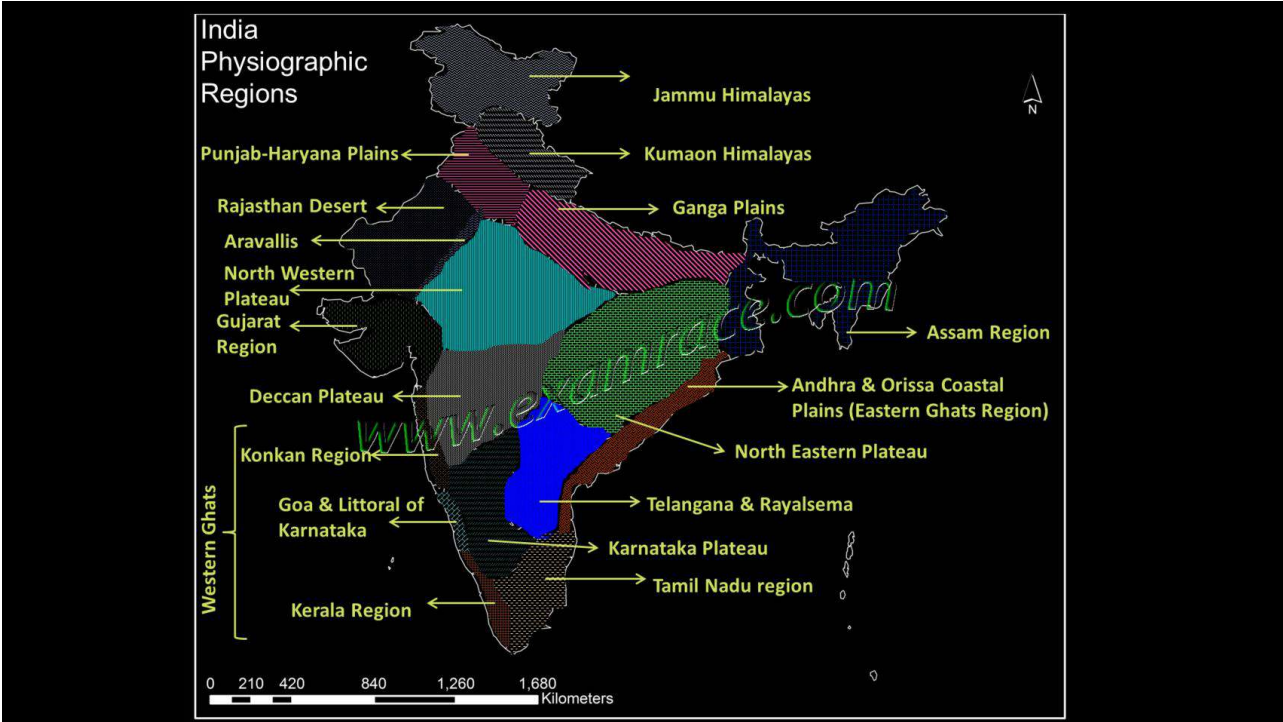 India
Physiographic
Regions
N
Jammu Himalayas
Punjab-Haryana Plains
Kumaon Himalayas
Rajasthan Desert
Ganga Plains
Aravallis
North Western
Plateau
Gujarat
Region
Assam Region
www.examrace.com
Deccan Plateau
Andhra & Orissa Coastal
Plains (Eastern Ghats Region)
Konkan Region
North Eastern Plateau
Western Ghats
Goa & Littoral of
Karnataka
Telangana & Rayalsema
Karnataka Plateau
Tamil Nadu region
Kerala Region
0 210 420 840 1,260 1,680
Kilometers